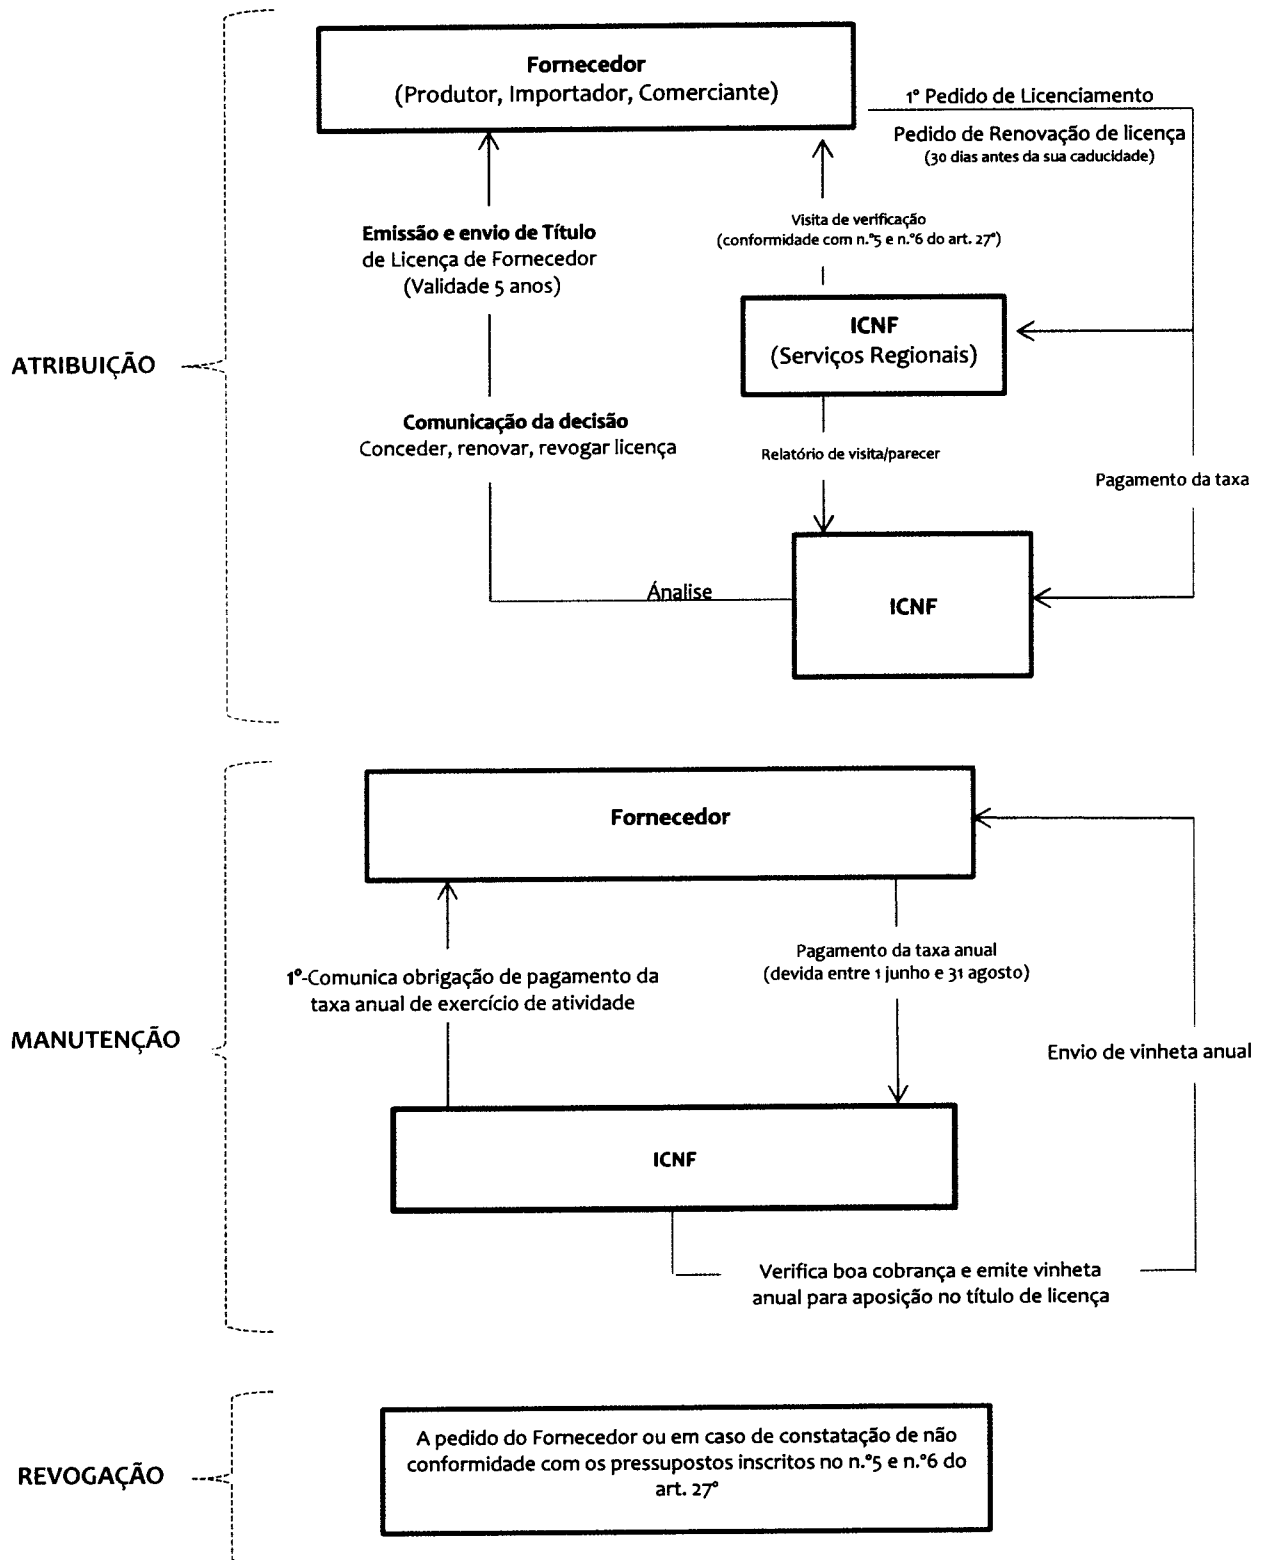 Fornecedor
(Produtor, Importador, Comerciante)
1º Pedido de Licenciamento
Pedido de Renovação de licença
(30 dias antes da sua caducidade)
Visita de verificação
(conformidade com n.º5 e n.º6 do art. 27º)
Emissão e envio de Título
de Licença de Fornecedor
(Validade 5 anos)
ICNF
(Serviços Regionais)
ATRIBUIÇÃO
Comunicação da decisão
Conceder, renovar, revogar licença
Relatório de visita/parecer
Pagamento da taxa
Ánalise
ICNF
Fornecedor
Pagamento da taxa anual
(devida entre 1 junho e 31 agosto)
1º-Comunica obrigação de pagamento da
taxa anual de exercício de atividade
MANUTENÇÃO
Envio de vinheta anual
ICNF
Verifica boa cobrança e emite vinheta
anual para aposição no título de licença
REVOGAÇÃO
A pedido do Fornecedor ou em caso de constatação de não
conformidade com os pressupostos inscritos no n.º5 e n.º6 do
art. 27º